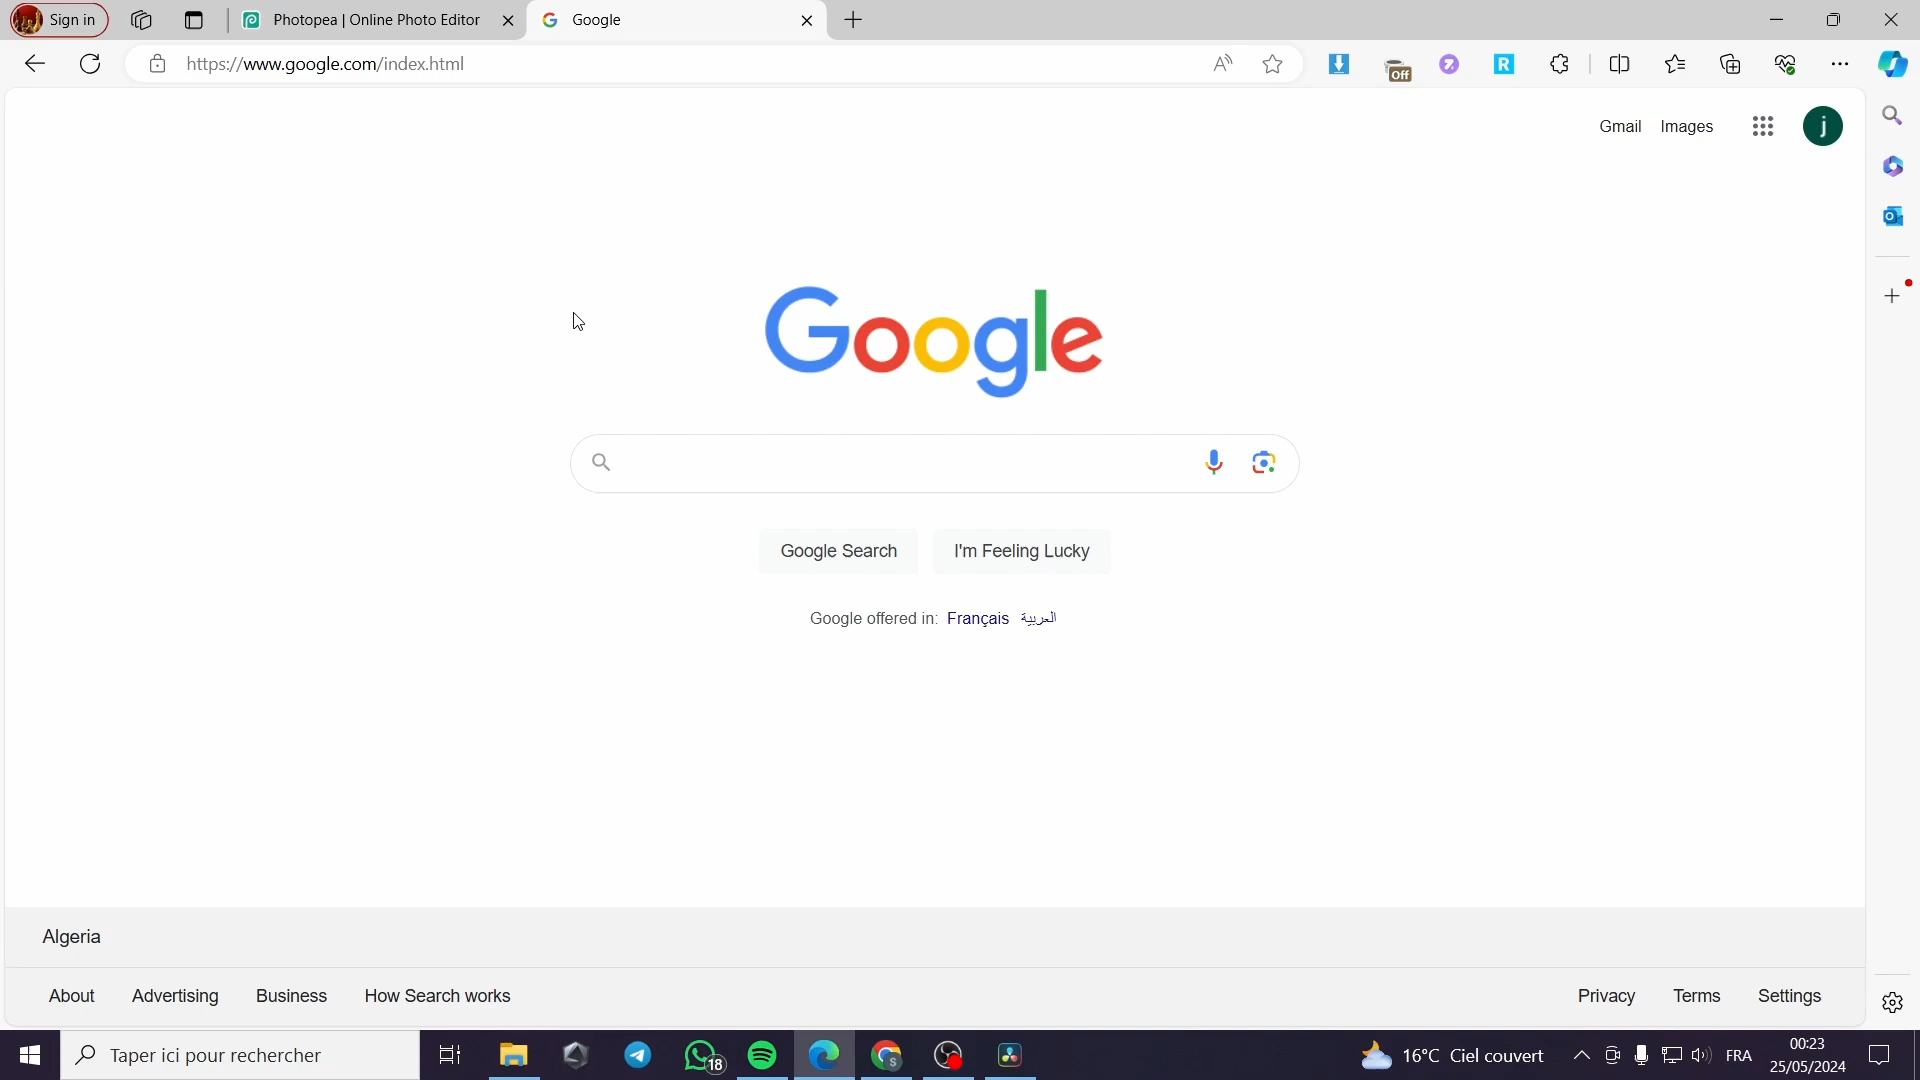 Sign in
Photopea | Online Photo Editor
Google
https://www.google.com/index.html
Off
Gmail Images
j
Google
Google Search
I'm Feeling Lucky
Google offered in: Français العربية
Algeria
About Advertising Business How Search works
Privacy Terms Settings
Taper ici pour rechercher
18
16°C Ciel couvert
FRA
00:23
25/05/2024